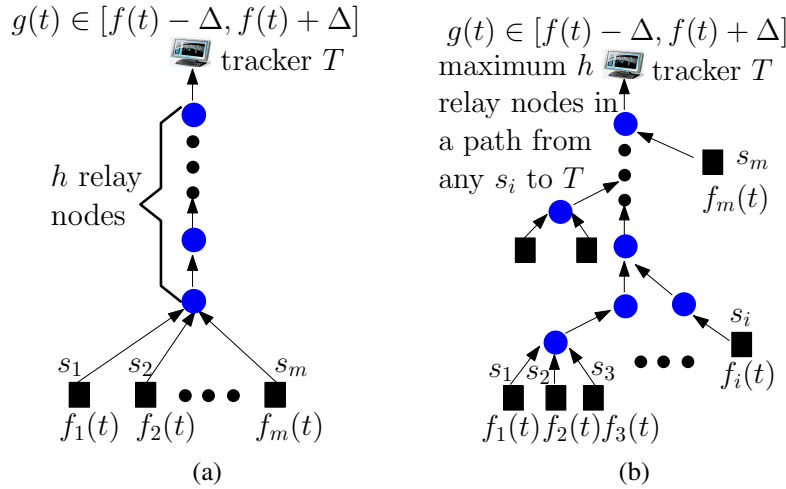 g(t) ∈ [f(t) − Δ, f(t) + Δ]
tracker T
h relay
nodes
s₁ s₂ sₘ
f₁(t) f₂(t) fₘ(t)
(a)
g(t) ∈ [f(t) − Δ, f(t) + Δ]
maximum h tracker T
relay nodes in
a path from
any sᵢ to T
sₘ
fₘ(t)
sᵢ
fᵢ(t)
s₁ s₂ s₃
f₁(t) f₂(t) f₃(t)
(b)